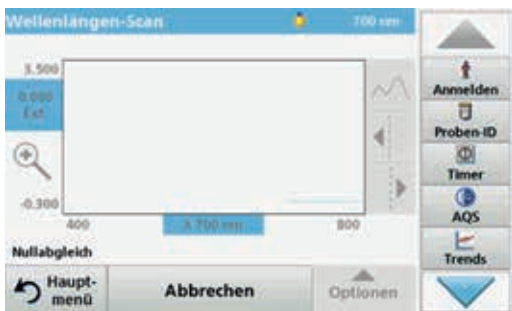 Wellenlängen-Scan
700 nm
3.500
0.000
Ext
-0.300
400
λ 700 nm
800
Nullabgleich
Haupt-
menü
Abbrechen
Optionen
Anmelden
Proben-ID
Timer
AQS
Trends